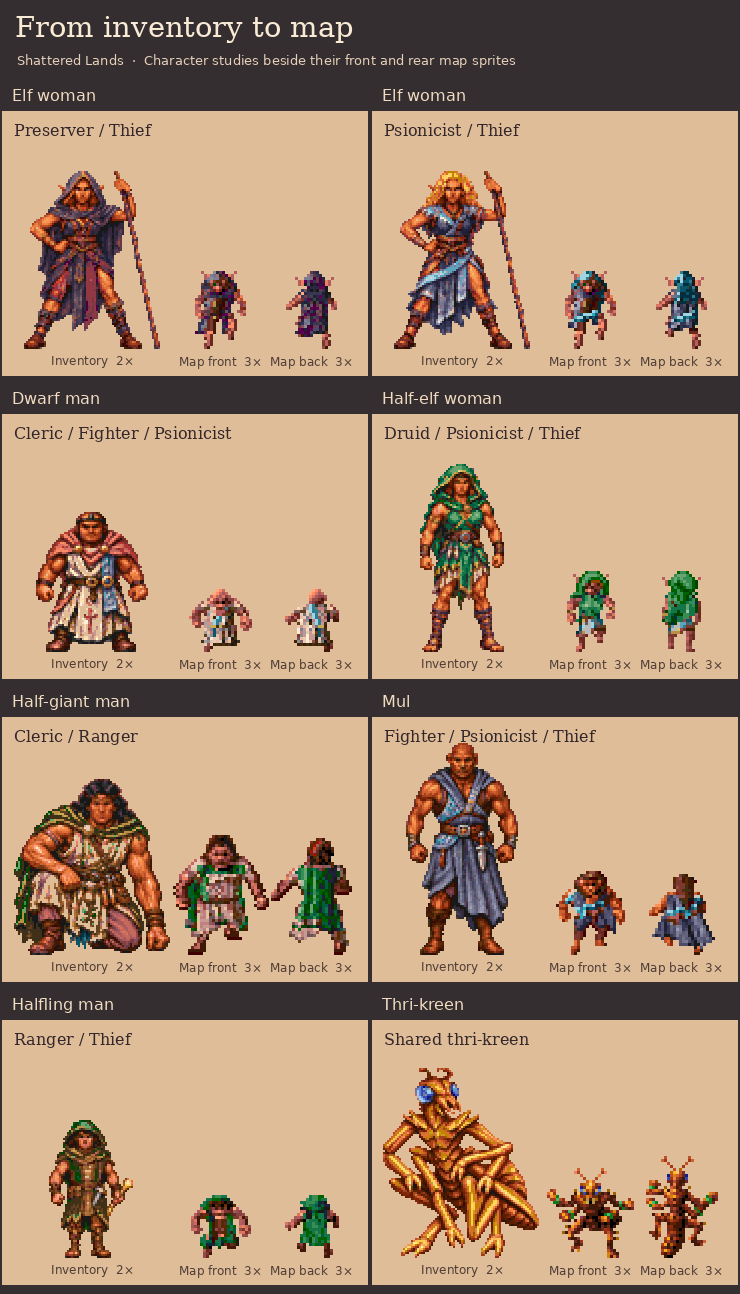 From inventory to map
Shattered Lands · Character studies beside their front and rear map sprites
Elf woman
Preserver / Thief
Inventory 2×
Map front 3×
Map back 3×
Elf woman
Psionicist / Thief
Inventory 2×
Map front 3×
Map back 3×
Dwarf man
Cleric / Fighter / Psionicist
Inventory 2×
Map front 3×
Map back 3×
Half-elf woman
Druid / Psionicist / Thief
Inventory 2×
Map front 3×
Map back 3×
Half-giant man
Cleric / Ranger
Inventory 2×
Map front 3×
Map back 3×
Mul
Fighter / Psionicist / Thief
Inventory 2×
Map front 3×
Map back 3×
Halfling man
Ranger / Thief
Inventory 2×
Map front 3×
Map back 3×
Thri-kreen
Shared thri-kreen
Inventory 2×
Map front 3×
Map back 3×